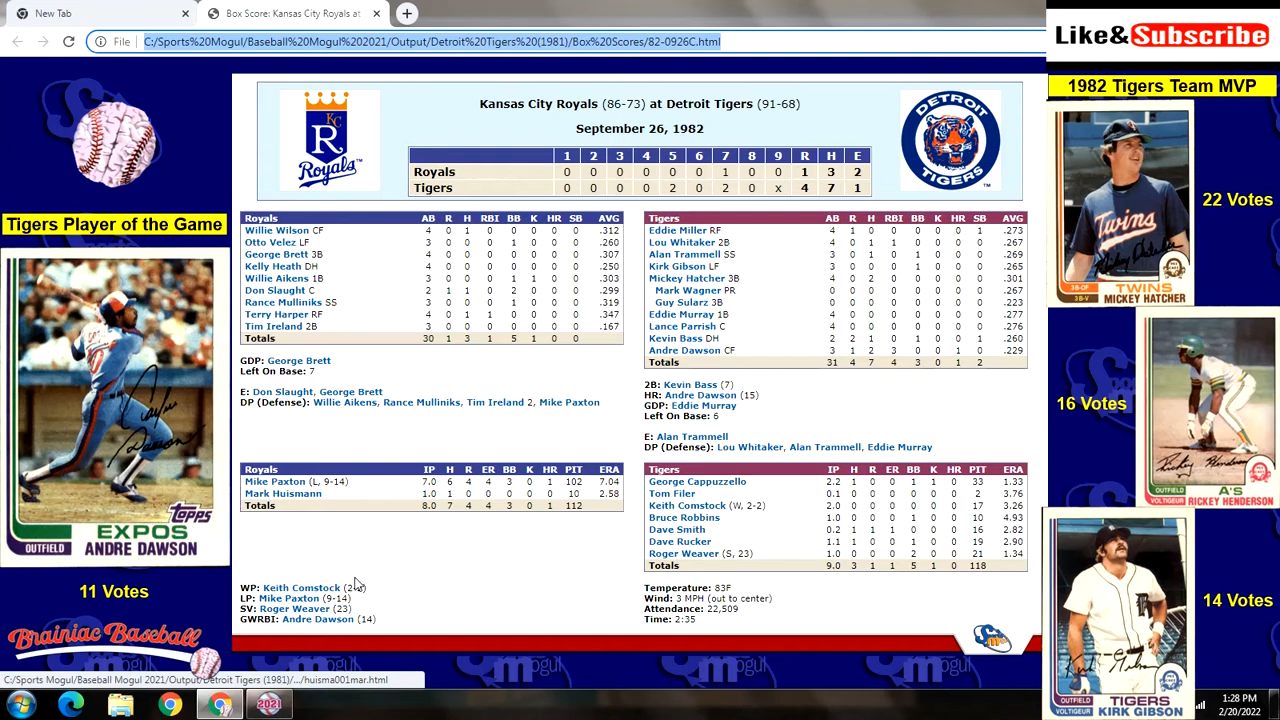 New Tab
Box Score: Kansas City Royals at
File C:/Sports%20Mogul/Baseball%20Mogul%202021/Output/Detroit%20Tigers%20(1981)/Box%20Scores/82-0926C.html
Like& Subscribe
Kansas City Royals (86-73) at Detroit Tigers (91-68)
September 26, 1982
1 2 3 4 5 6 7 8 9 R H E
Royals 0 0 0 0 0 0 1 0 0 1 3 2
Tigers 0 0 0 0 2 0 2 0 x 4 7 1
KC R Royals
DETROIT TIGERS
Tigers Player of the Game
EXPOS
OUTFIELD ANDRE DAWSON
topps
11 Votes
Brainiac Baseball
Royals AB R H RBI BB K HR SB AVG
Willie Wilson CF 4 0 1 0 0 0 0 0 .312
Otto Velez LF 3 0 0 0 1 0 0 0 .260
George Brett 3B 4 0 0 0 0 0 0 0 .307
Kelly Heath DH 4 0 0 0 0 0 0 0 .250
Willie Aikens 1B 3 0 0 0 1 1 0 0 .303
Don Slaught C 2 1 1 0 2 0 0 0 .299
Rance Mulliniks SS 3 0 0 1 1 0 0 0 .319
Terry Harper RF 4 0 1 0 0 0 0 0 .347
Tim Ireland 2B 3 0 0 0 0 0 0 0 .167
Totals 30 1 3 1 5 1 0 0
GDP: George Brett
Left On Base: 7
E: Don Slaught, George Brett
DP (Defense): Willie Aikens, Rance Mulliniks, Tim Ireland 2, Mike Paxton
Tigers AB R H RBI BB K HR SB AVG
Eddie Miller RF 4 1 0 0 0 0 0 1 .273
Lou Whitaker 2B 4 0 1 1 0 0 0 0 .267
Alan Trammell SS 3 0 1 0 1 0 0 0 .269
Kirk Gibson LF 3 0 0 0 1 0 0 0 .265
Mickey Hatcher 3B 4 0 2 0 0 0 0 0 .301
Mark Wagner PR 0 0 0 0 0 0 0 0 .267
Guy Sularz 3B 0 0 0 0 0 0 0 0 .223
Eddie Murray 1B 4 0 0 0 0 0 0 0 .277
Lance Parrish C 4 0 0 0 0 0 0 0 .276
Kevin Bass DH 2 2 1 0 1 0 0 1 .260
Andre Dawson CF 3 1 2 3 0 0 1 0 .229
Totals 31 4 7 4 3 0 1 2
2B: Kevin Bass (7)
HR: Andre Dawson (15)
GDP: Eddie Murray
Left On Base: 6
E: Alan Trammell
DP (Defense): Lou Whitaker, Alan Trammell, Eddie Murray
Royals IP H R ER BB K HR PIT ERA
Mike Paxton (L, 9-14) 7.0 6 4 4 3 0 1 102 7.04
Mark Huismann 1.0 1 0 0 0 0 0 10 2.58
Totals 8.0 7 4 4 3 0 1 112
Tigers IP H R ER BB K HR PIT ERA
George Cappuzzello 2.2 1 0 0 1 1 0 33 1.33
Tom Filer 0.1 0 0 0 0 0 0 2 3.76
Keith Comstock (W, 2-2) 2.0 1 0 0 0 0 0 17 3.26
Bruce Robbins 1.0 0 0 0 1 0 0 10 4.93
Dave Smith 0.2 1 1 1 0 0 0 16 2.82
Dave Rucker 1.1 0 0 0 1 0 0 19 2.90
Roger Weaver (S, 23) 1.0 0 0 0 2 0 0 21 1.34
Totals 9.0 3 1 1 5 1 0 118
WP: Keith Comstock
LP: Mike Paxton (9-14)
SV: Roger Weaver (23)
GWRBI: Andre Dawson (14)
Temperature: 83F
Wind: 3 MPH (out to center)
Attendance: 22,509
Time: 2:35
1982 Tigers Team MVP
Twins
3B-OF
3B-V
TWINS
MICKEY HATCHER
22 Votes
OUTFIELD
VOLTIGEUR
A'S
RICKEY HENDERSON
16 Votes
OUTFIELD
VOLTIGEUR
TIGERS
KIRK GIBSON
14 Votes
C:/Sports Mogul/Baseball Mogul 2021/Output/Detroit Tigers (1981)/.../huisma001mar.html
2021
1:28 PM
2/20/2022